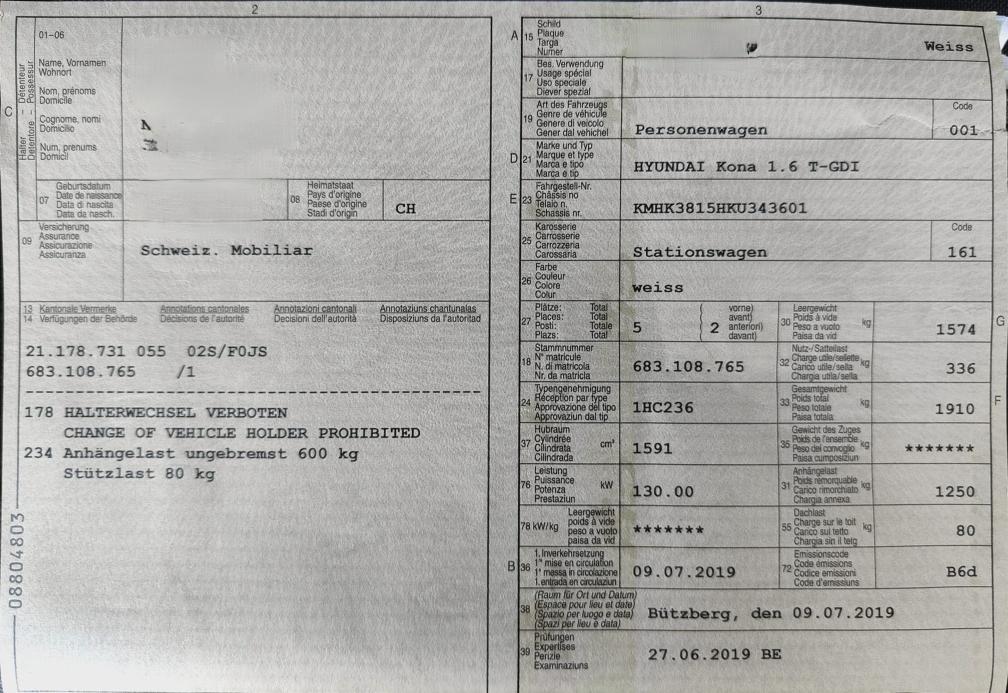 2
01-06
Halter – Détenteur
Detentore – Possessur
C
Name, Vornamen
Wohnort
Nom, prénoms
Domicile
Cognome, nomi
Domicilio
Num, prenums
Domicil
07
Geburtsdatum
Date de naissance
Data di nascita
Data da nasch.
08
Heimatstaat
Pays d'origine
Paese d'origine
Stadi d'origin
CH
09
Versicherung
Assurance
Assicurazione
Assicuranza
Schweiz. Mobiliar
13 Kantonale Vermerke Annotations cantonales Annotazioni cantonali Annotaziuns chantunalas
14 Verfügungen der Behörde Décisions de l'autorité Decisioni dell'autorità Disposiziuns da l'autoritad
21.178.731 055 02S/F0JS
683.108.765 /1
178 HALTERWECHSEL VERBOTEN
CHANGE OF VEHICLE HOLDER PROHIBITED
234 Anhängelast ungebremst 600 kg
Stützlast 80 kg
08804803
3
A
15
Schild
Plaque
Targa
Numer
Weiss
17
Bes. Verwendung
Usage spécial
Uso speciale
Diever spezial
19
Art des Fahrzeugs
Genre de véhicule
Genere di veicolo
Gener dal vehichel
Personenwagen
Code
001
D
21
Marke und Typ
Marque et type
Marca e tipo
Marca e tip
HYUNDAI Kona 1.6 T-GDI
E
23
Fahrgestell-Nr.
Châssis no
Telaio n.
Schassis nr.
KMHK3815HKU343601
25
Karosserie
Carrosserie
Carrozzeria
Carossaria
Stationswagen
Code
161
26
Farbe
Couleur
Colore
Colur
weiss
27
Plätze: Total
Places: Total
Posti: Totale
Plazs: Total
5
2
vorne)
avant)
anteriori)
davant)
30
Leergewicht
Poids à vide
Peso a vuoto
Paisa da vid
kg
1574
G
18
Stammnummer
N° matricule
N. di matricola
Nr. da matricla
683.108.765
32
Nutz-/Sattellast
Charge utile/sellette
Carico utile/sella
Chargia utila/sella
kg
336
24
Typengenehmigung
Réception par type
Approvazione del tipo
Approvaziun dal tip
1HC236
33
Gesamtgewicht
Poids total
Peso totale
Paisa totala
kg
1910
F
37
Hubraum
Cylindrée
Cilindrata
Cilindrada
cm³
1591
35
Gewicht des Zuges
Poids de l'ensemble
Peso del convoglio
Paisa cumposiziun
kg
*******
76
Leistung
Puissance
Potenza
Prestaziun
kW
130.00
31
Anhängelast
Poids remorquable
Carico rimorchiato
Chargia annexa
kg
1250
78 kW/kg
Leergewicht
poids à vide
peso a vuoto
paisa da vid
*******
55
Dachlast
Charge sur le toit
Carico sul tetto
Chargia sin il tetg
kg
80
B
36
1. Inverkehrsetzung
1re mise en circulation
1a messa in circolazione
1. entrada en circulaziun
09.07.2019
72
Emissionscode
Code émissions
Codice emissioni
Code d'emissiuns
B6d
38
(Raum für Ort und Datum)
(Espace pour lieu et date)
(Spazio per luogo e data)
(Spazi per lieu e data)
Bützberg, den 09.07.2019
39
Prüfungen
Expertises
Perizie
Examinaziuns
27.06.2019 BE